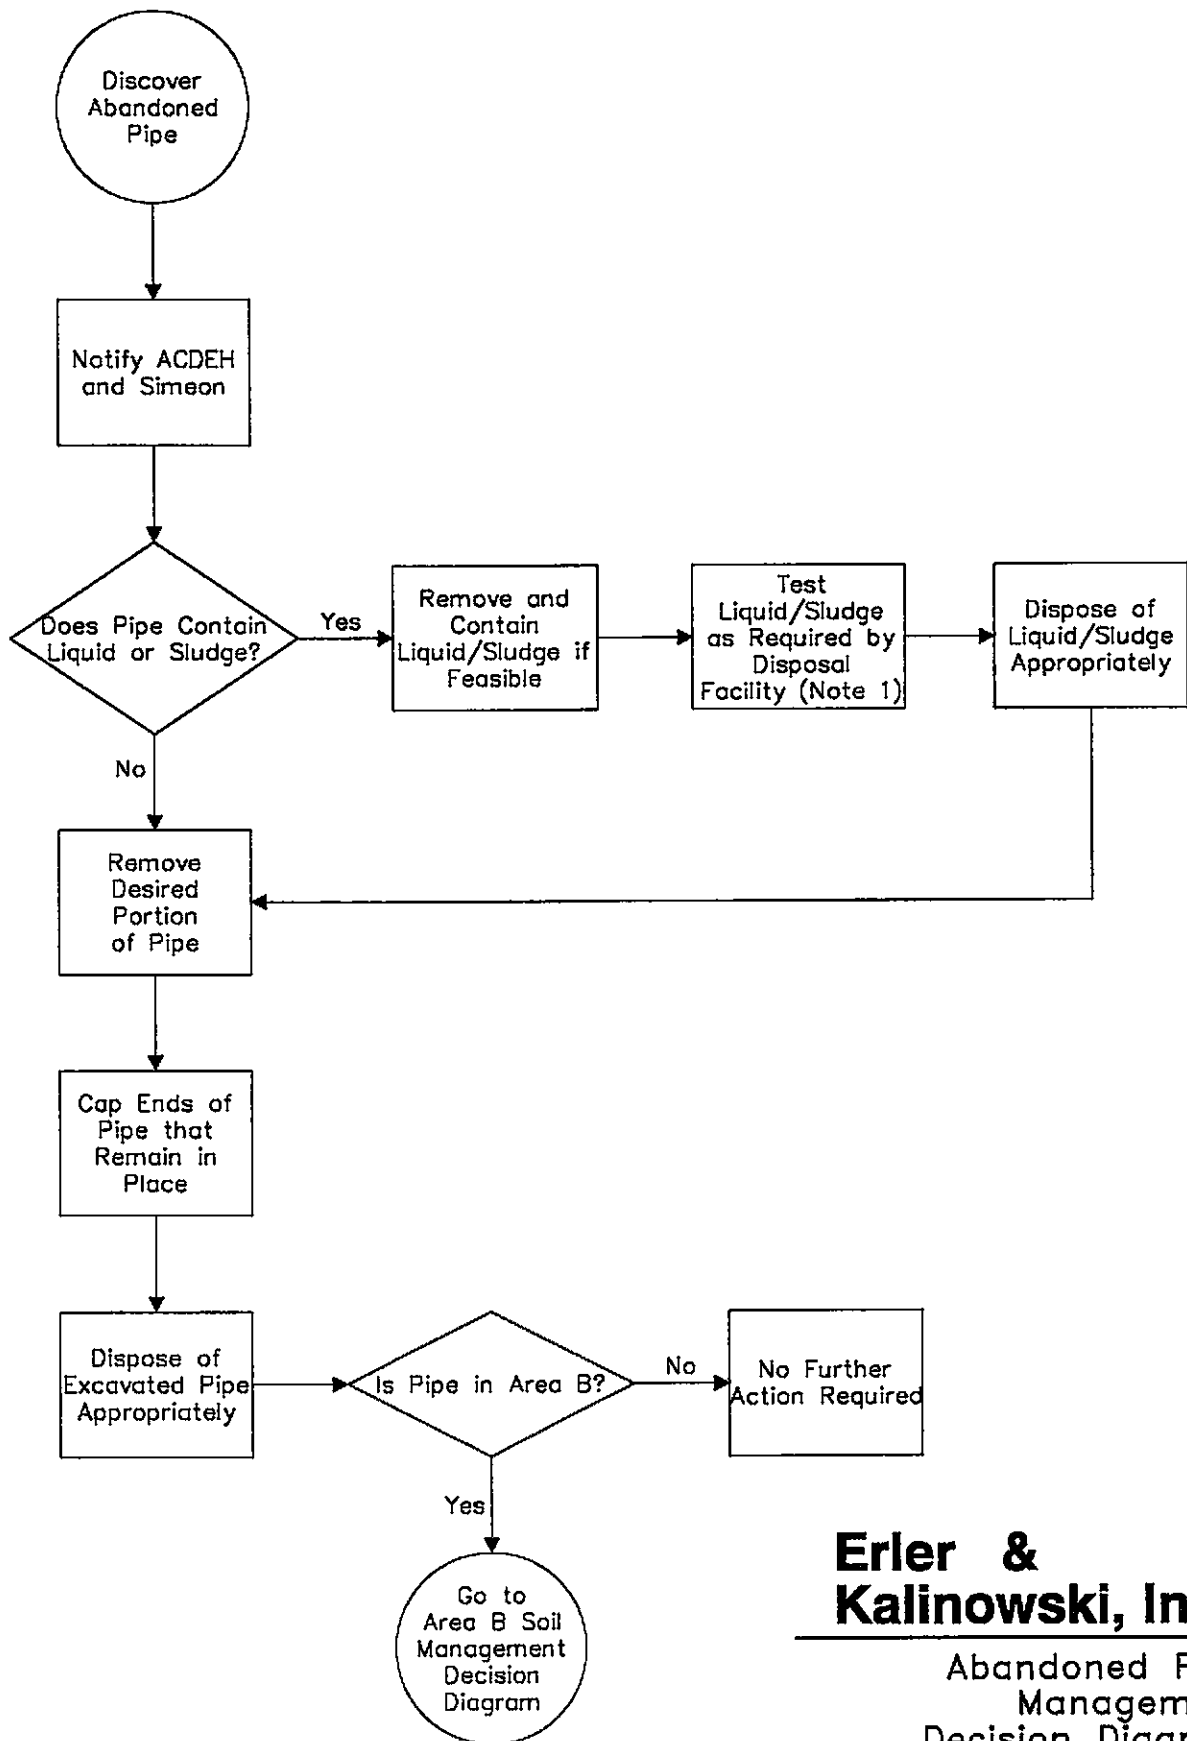 Discover
Abandoned
Pipe
Notify ACDEH
and Simeon
Does Pipe Contain
Liquid or Sludge?
Yes
Remove and
Contain
Liquid/Sludge if
Feasible
Test
Liquid/Sludge
as Required by
Disposal
Facility (Note 1)
Dispose of
Liquid/Sludge
Appropriately
No
Remove
Desired
Portion
of Pipe
Cap Ends of
Pipe that
Remain in
Place
Dispose of
Excavated Pipe
Appropriately
Is Pipe in Area B?
No
No Further
Action Required
Yes
Go to
Area B Soil
Management
Decision
Diagram
Erler &
Kalinowski, In
Abandoned
Managem
Decision Diagr